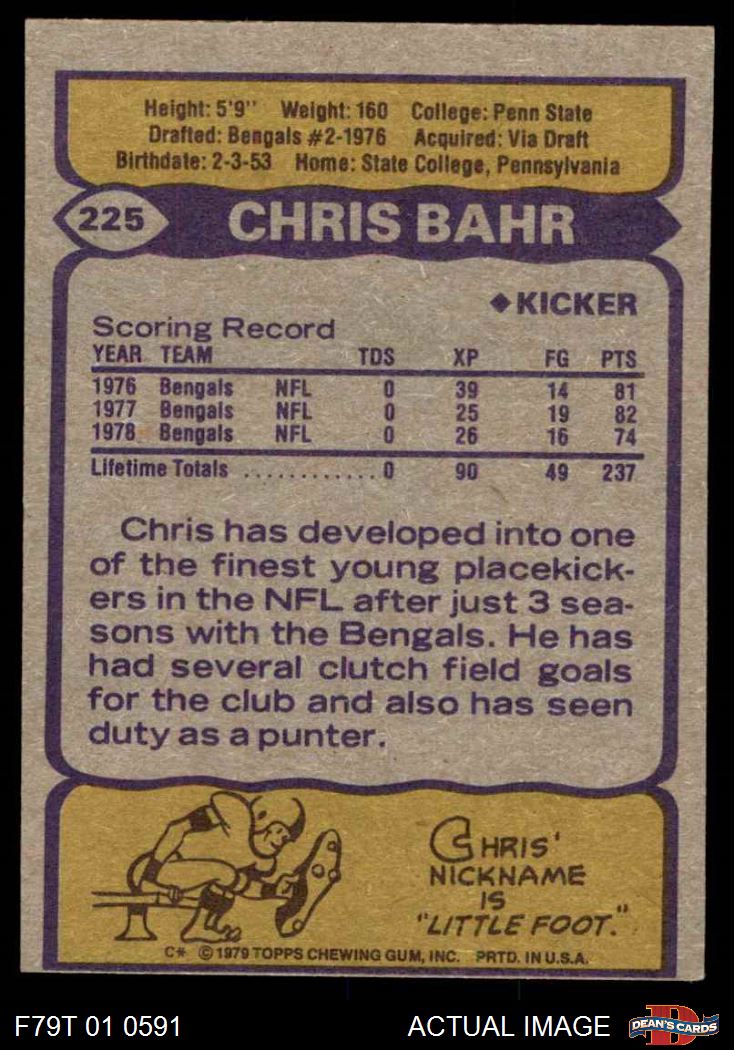 Height: 5'9" Weight: 160 College: Penn State
Drafted: Bengals #2-1976 Acquired: Via Draft
Birthdate: 2-3-53 Home: State College, Pennsylvania
225 CHRIS BAHR
◆KICKER
Scoring Record
YEAR TEAM TDS XP FG PTS
1976 Bengals NFL 0 39 14 81
1977 Bengals NFL 0 25 19 82
1978 Bengals NFL 0 26 16 74
Lifetime Totals ............. 0 90 49 237
Chris has developed into one
of the finest young placekick-
ers in the NFL after just 3 sea-
sons with the Bengals. He has
had several clutch field goals
for the club and also has seen
duty as a punter.
CHRIS'
NICKNAME
IS
"LITTLE FOOT."
C* ©1979 TOPPS CHEWING GUM, INC. PRTD. IN U.S.A.
F79T 01 0591 ACTUAL IMAGE D DEAN'S CARDS